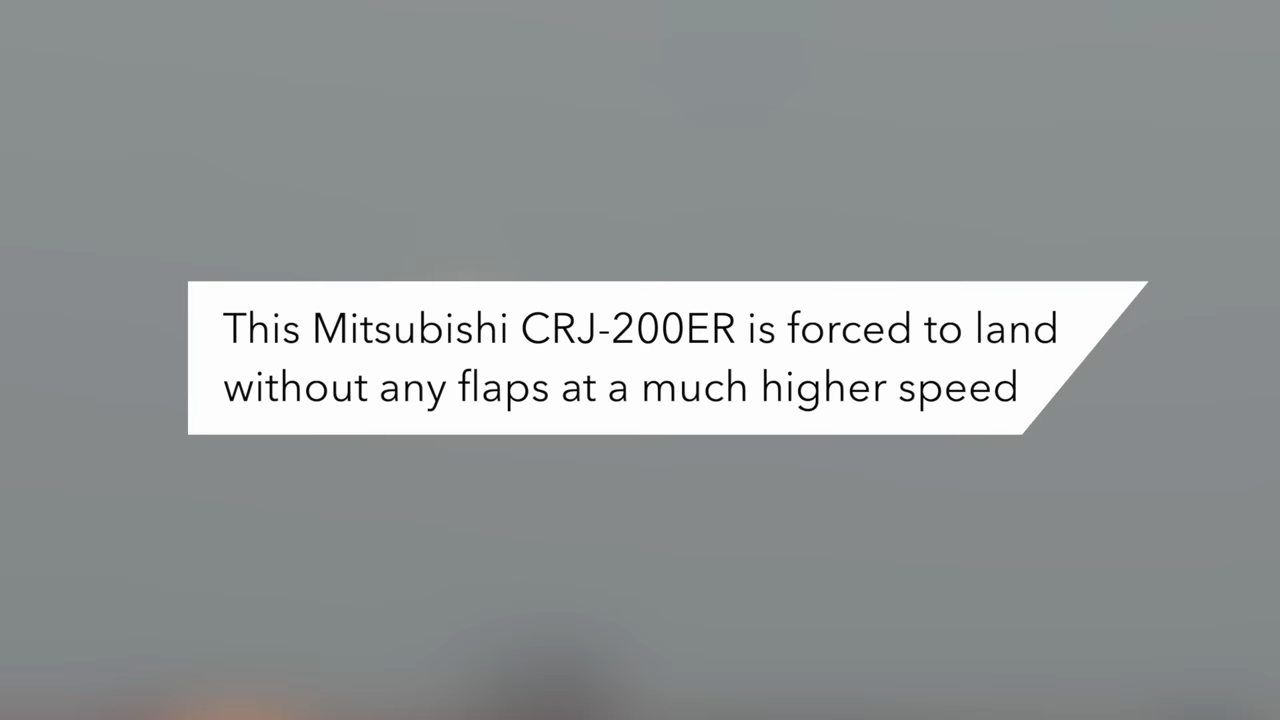 This Mitsubishi CRJ-200ER is forced to land
without any flaps at a much higher speed